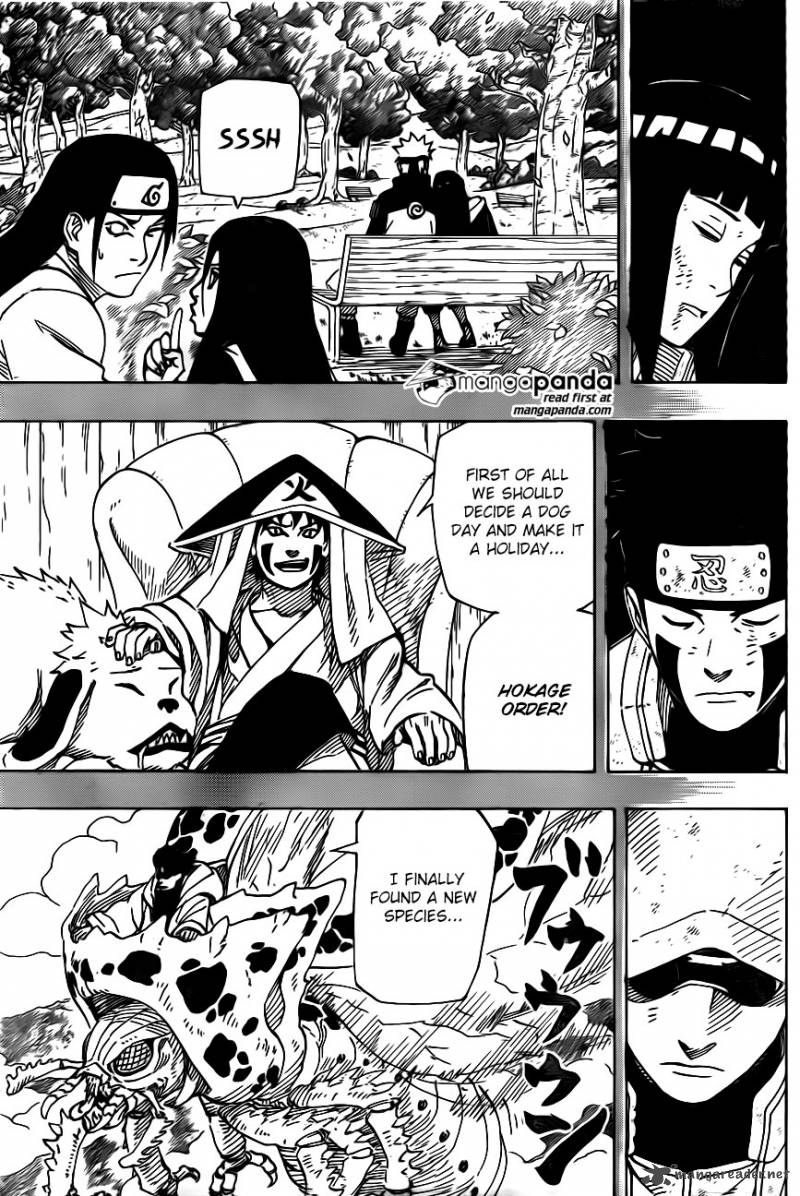 SSSH
mangapanda
read first at
mangapanda.com
火
FIRST OF ALL
WE SHOULD
DECIDE A DOG
DAY AND MAKE IT
A HOLIDAY...
HOKAGE
ORDER!
忍
I FINALLY
FOUND A NEW
SPECIES...
ブウウウウン
mangareader.net